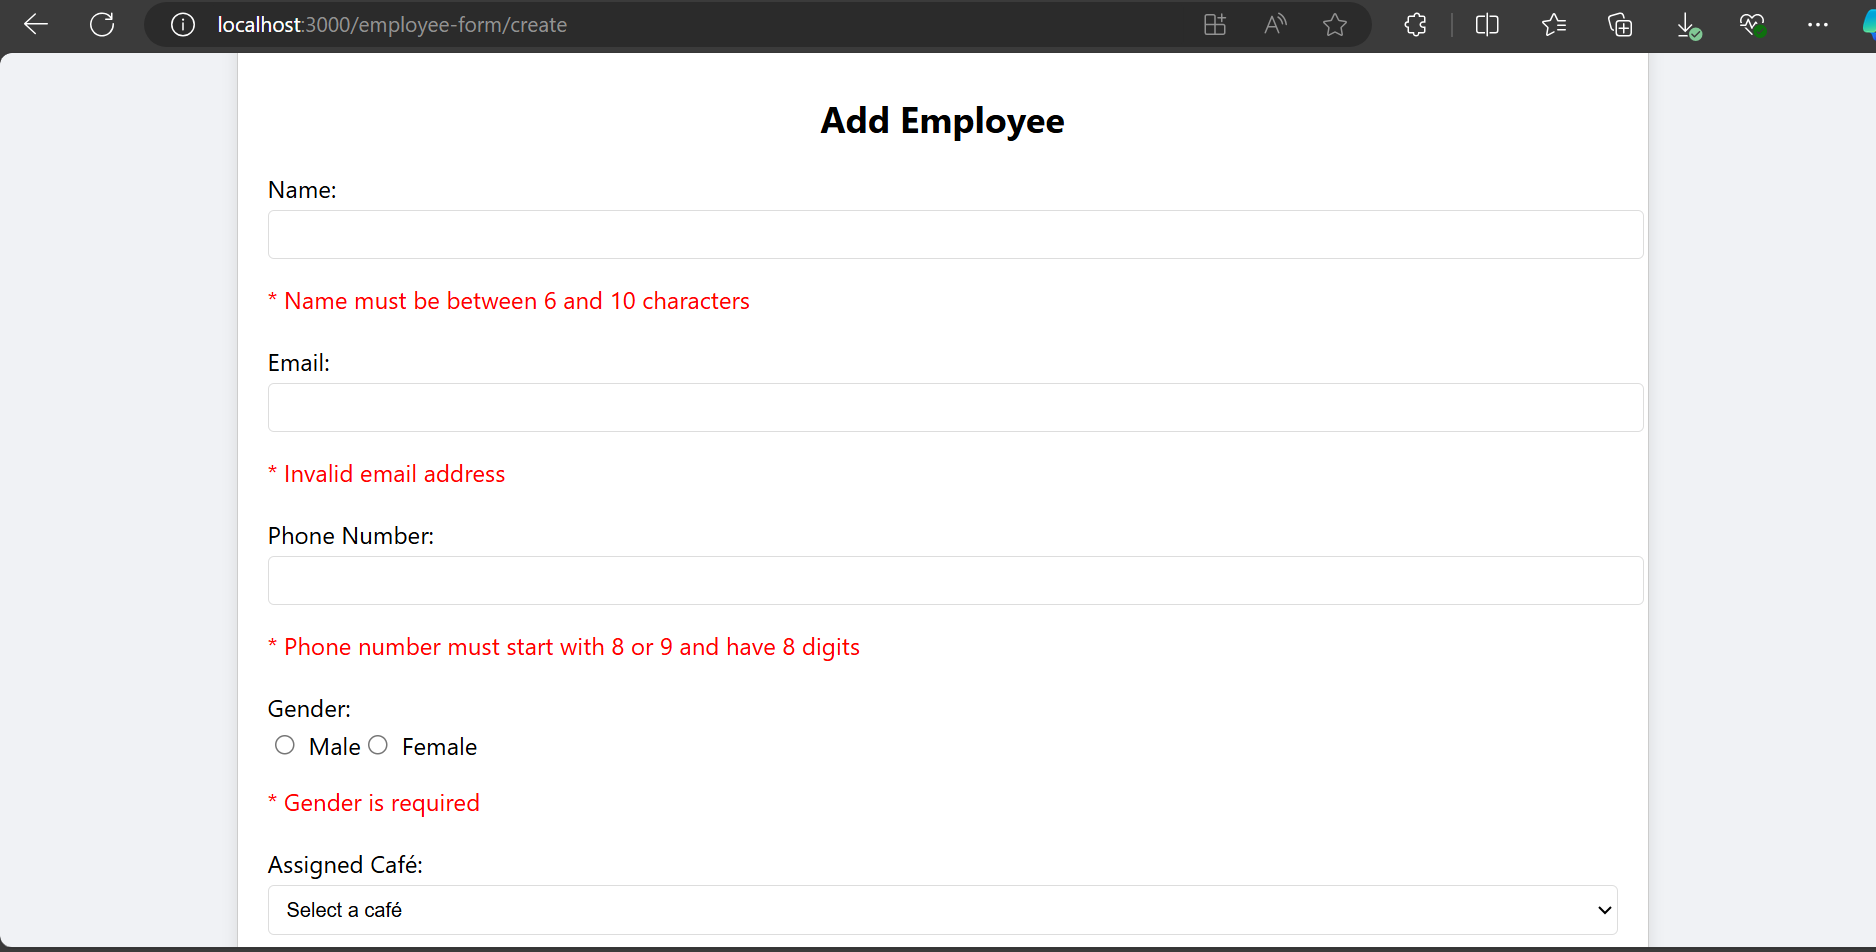 localhost:3000/employee-form/create
Add Employee
Name:
* Name must be between 6 and 10 characters
Email:
* Invalid email address
Phone Number:
* Phone number must start with 8 or 9 and have 8 digits
Gender:
Male Female
* Gender is required
Assigned Café:
Select a café